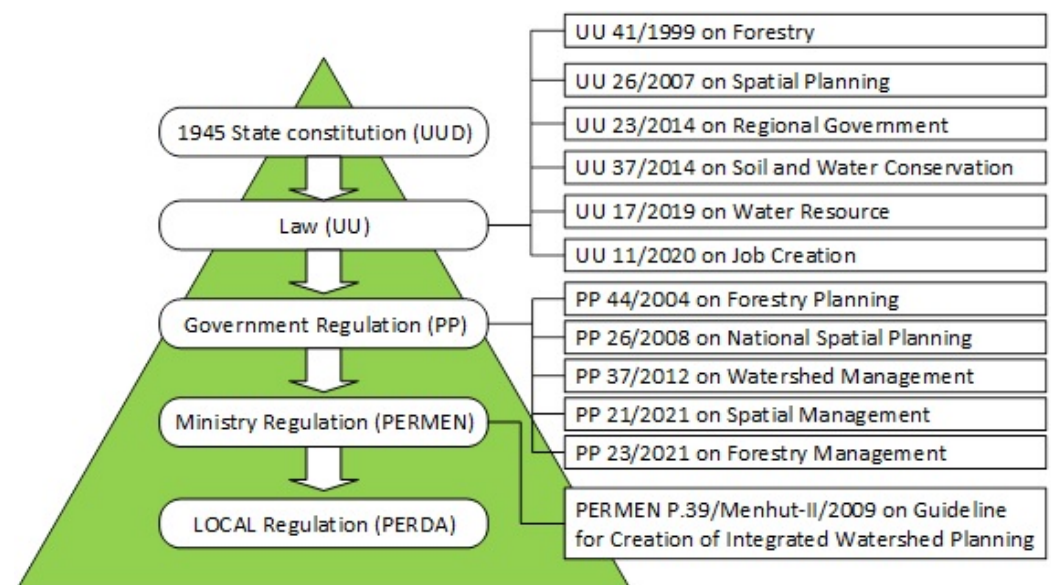 1945 State constitution (UUD)
Law (UU)
Government Regulation (PP)
Ministry Regulation (PERMEN)
LOCAL Regulation (PERDA)
UU 41/1999 on Forestry
UU 26/2007 on Spatial Planning
UU 23/2014 on Regional Government
UU 37/2014 on Soil and Water Conservation
UU 17/2019 on Water Resource
UU 11/2020 on Job Creation
PP 44/2004 on Forestry Planning
PP 26/2008 on National Spatial Planning
PP 37/2012 on Watershed Management
PP 21/2021 on Spatial Management
PP 23/2021 on Forestry Management
PERMEN P.39/Menhut-II/2009 on Guideline
for Creation of Integrated Watershed Planning